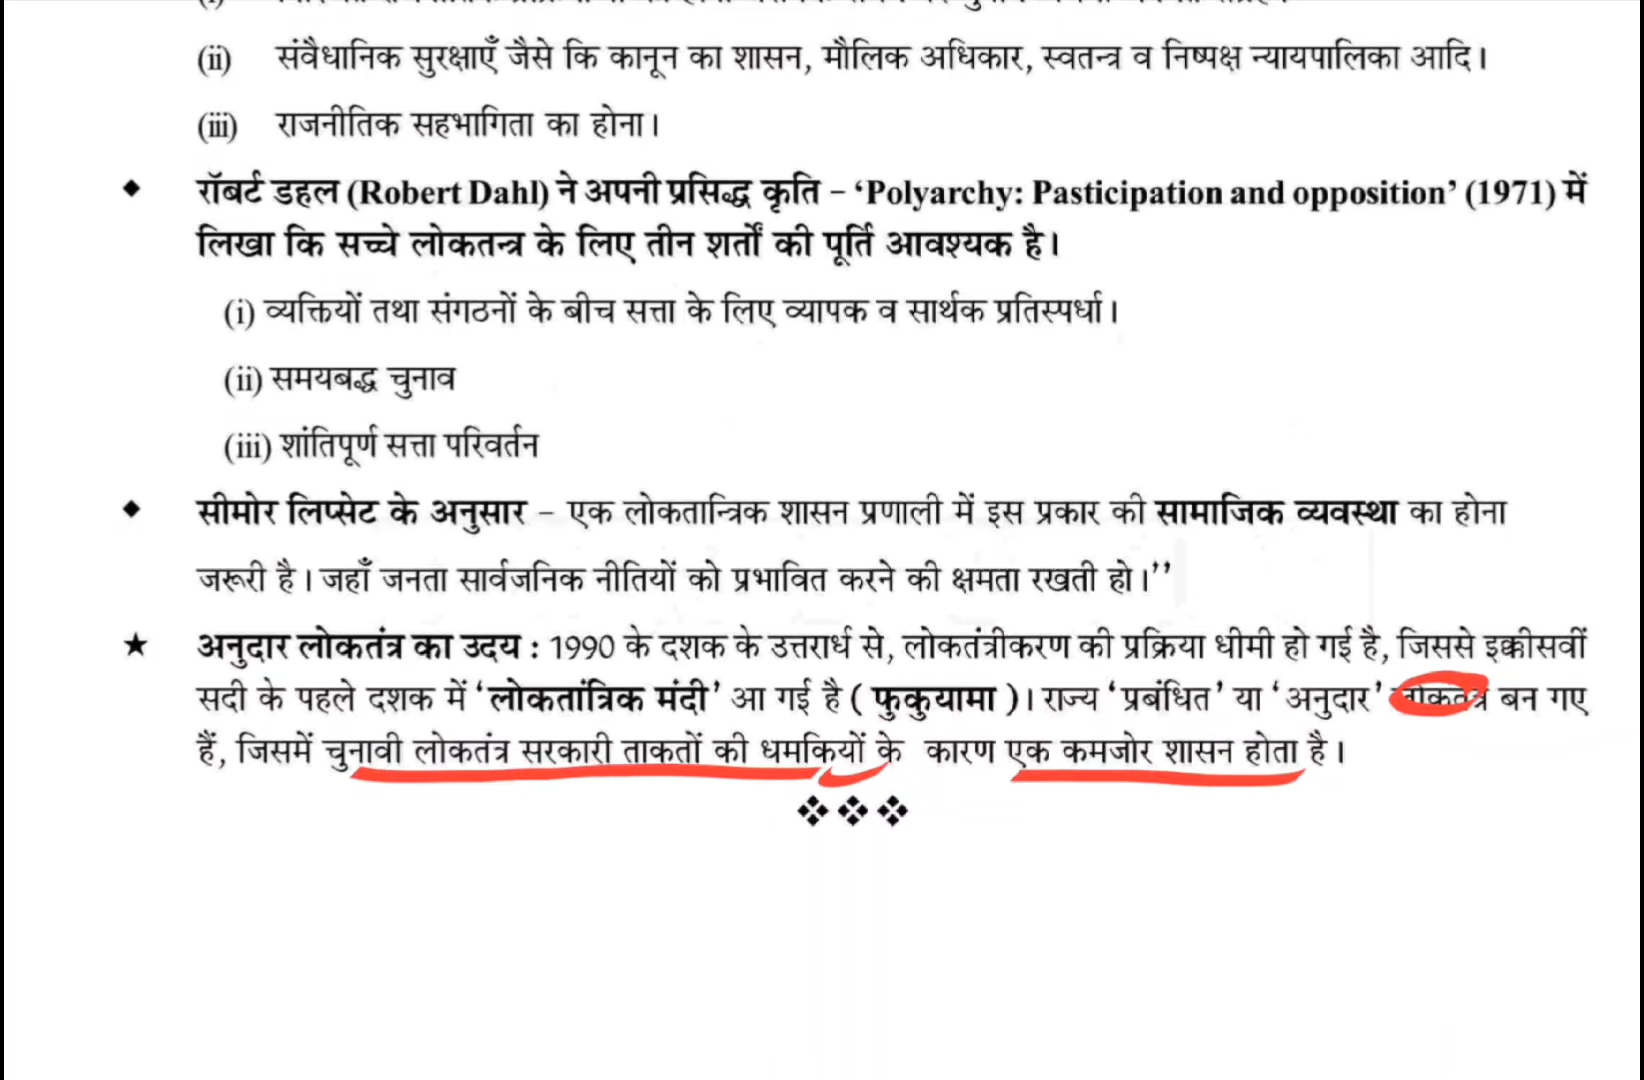 (ii) संवैधानिक सुरक्षाएँ जैसे कि कानून का शासन, मौलिक अधिकार, स्वतन्त्र व निष्पक्ष न्यायपालिका आदि।
(iii) राजनीतिक सहभागिता का होना।
◆ रॉबर्ट डहल (Robert Dahl) ने अपनी प्रसिद्ध कृति – ‘Polyarchy: Pasticipation and opposition’ (1971) में
लिखा कि सच्चे लोकतन्त्र के लिए तीन शर्तों की पूर्ति आवश्यक है।
(i) व्यक्तियों तथा संगठनों के बीच सत्ता के लिए व्यापक व सार्थक प्रतिस्पर्धा।
(ii) समयबद्ध चुनाव
(iii) शांतिपूर्ण सत्ता परिवर्तन
◆ सीमोर लिप्सेट के अनुसार – एक लोकतान्त्रिक शासन प्रणाली में इस प्रकार की सामाजिक व्यवस्था का होना
जरूरी है। जहाँ जनता सार्वजनिक नीतियों को प्रभावित करने की क्षमता रखती हो।’’
★ अनुदार लोकतंत्र का उदय : 1990 के दशक के उत्तरार्ध से, लोकतंत्रीकरण की प्रक्रिया धीमी हो गई है, जिससे इक्कीसवीं
सदी के पहले दशक में ‘लोकतांत्रिक मंदी’ आ गई है ( फुकुयामा )। राज्य ‘प्रबंधित’ या ‘अनुदार’ लोकतंत्र बन गए
हैं, जिसमें चुनावी लोकतंत्र सरकारी ताकतों की धमकियों के कारण एक कमजोर शासन होता है।